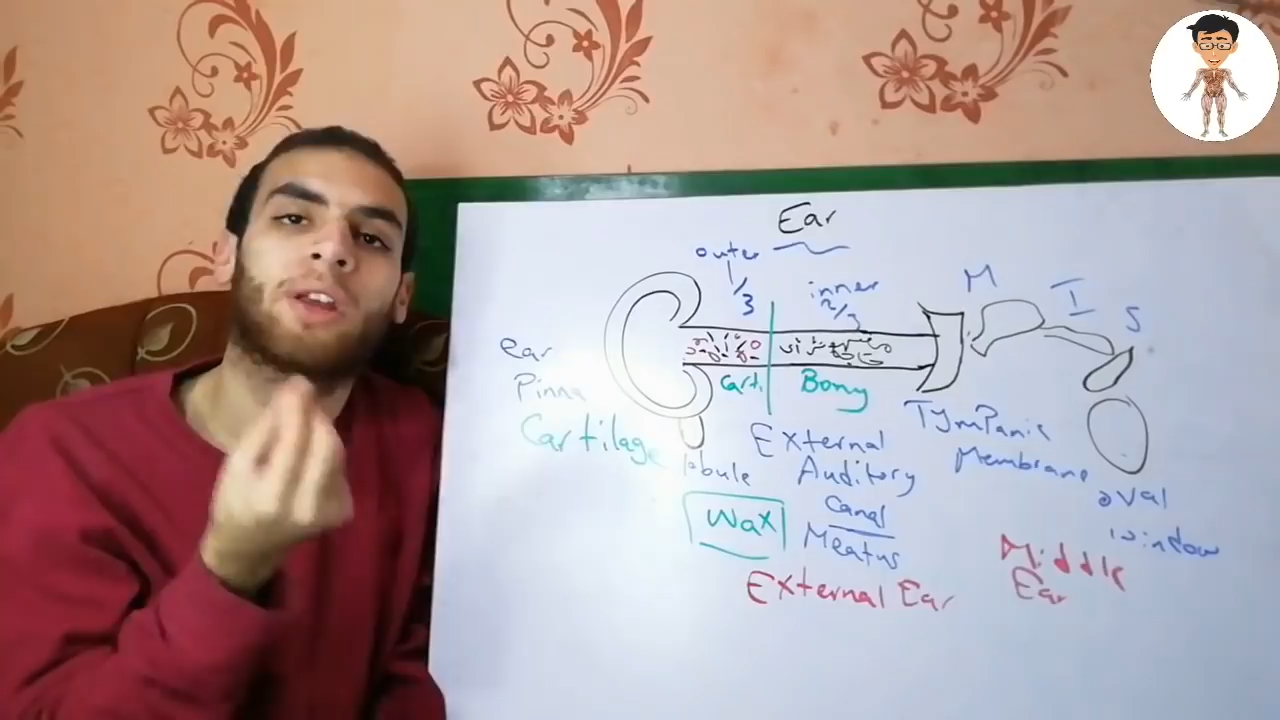 Ear
outer
1/3
inner
2/3
M
I
S
ear
Pinna
Cartilage
Carti
Bony
lobule
External
Auditory
Canal
Meatus
Tympanic
Membrane
oval
window
Wax
External Ear
Middle
Ear